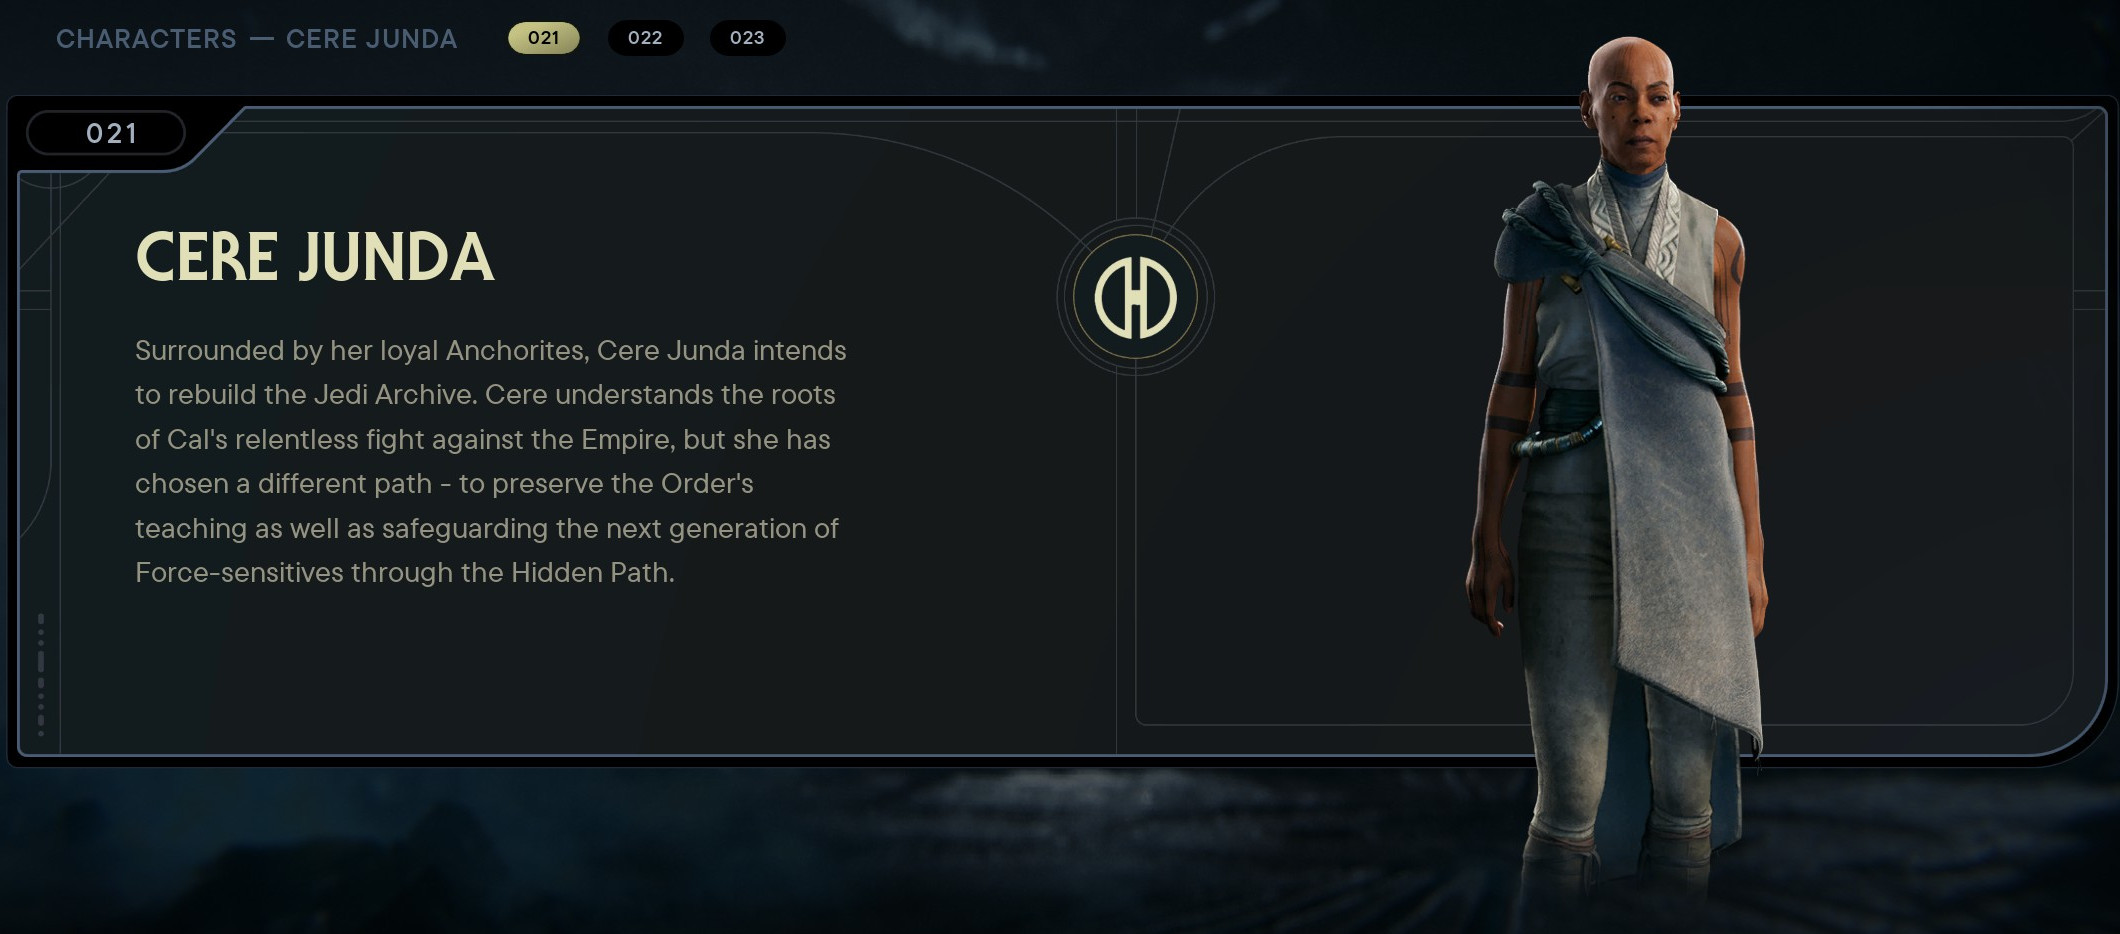 CHARACTERS — CERE JUNDA
021
022
023
021
CERE JUNDA
Surrounded by her loyal Anchorites, Cere Junda intends
to rebuild the Jedi Archive. Cere understands the roots
of Cal's relentless fight against the Empire, but she has
chosen a different path - to preserve the Order's
teaching as well as safeguarding the next generation of
Force-sensitives through the Hidden Path.